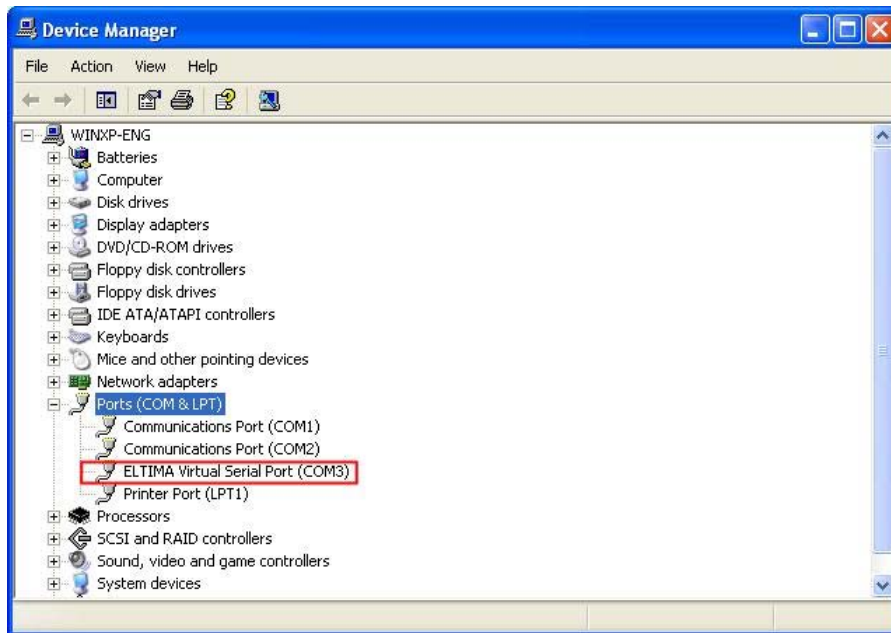 Device Manager
File Action View Help
WINXP-ENG
Batteries
Computer
Disk drives
Display adapters
DVD/CD-ROM drives
Floppy disk controllers
Floppy disk drives
IDE ATA/ATAPI controllers
Keyboards
Mice and other pointing devices
Network adapters
Ports (COM & LPT)
Communications Port (COM1)
Communications Port (COM2)
ELTIMA Virtual Serial Port (COM3)
Printer Port (LPT1)
Processors
SCSI and RAID controllers
Sound, video and game controllers
System devices